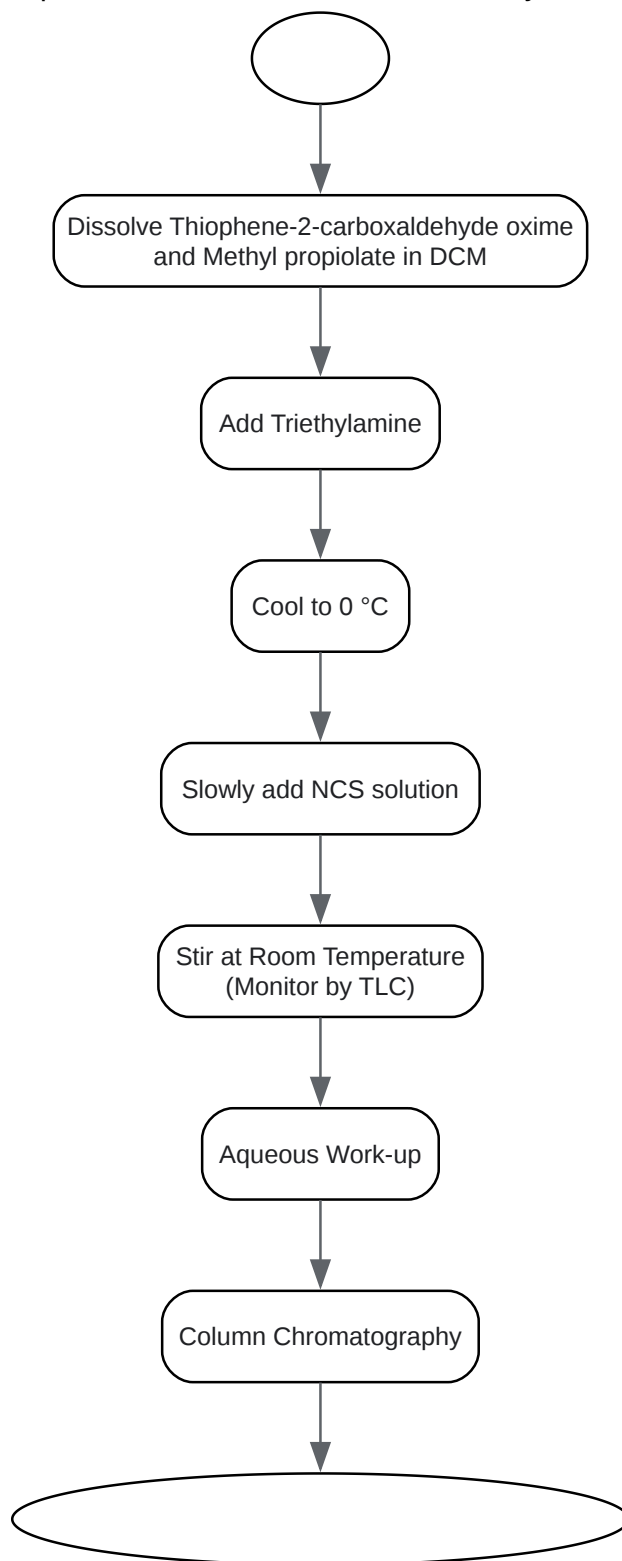 Dissolve Thiophene-2-carboxaldehyde oxime
and Methyl propiolate in DCM
Add Triethylamine
Cool to 0 °C
Slowly add NCS solution
Stir at Room Temperature
(Monitor by TLC)
Aqueous Work-up
Column Chromatography